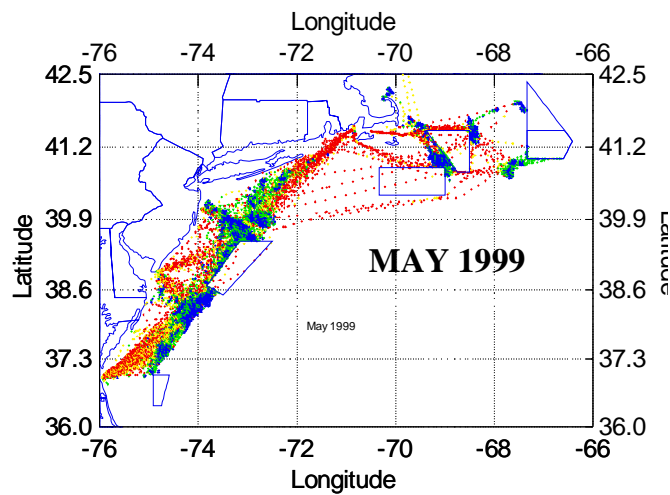 Longitude
-76 -74 -72 -70 -68 -66
42.5 42.5
41.2 41.2
39.9 39.9
Latitude Latitude
MAY 1999
38.6 38.6
May 1999
37.3 37.3
36.0 36.0
-76 -74 -72 -70 -68 -66
Longitude